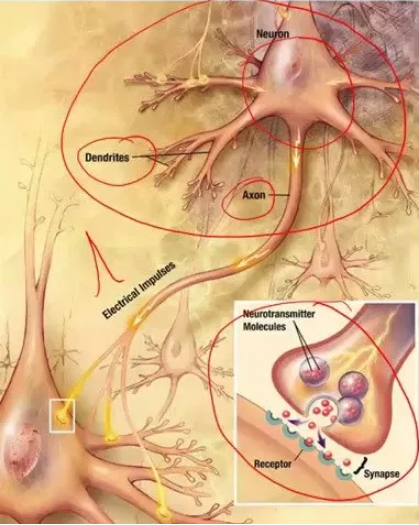 Neuron
Dendrites
Axon
Electrical Impulses
Neurotransmitter
Molecules
Receptor
Synapse